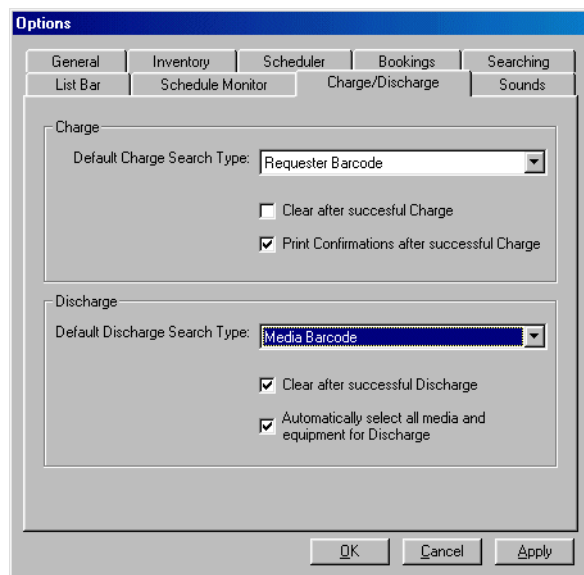 Options
General Inventory Scheduler Bookings Searching
List Bar Schedule Monitor Charge/Discharge Sounds
Charge
Default Charge Search Type: Requester Barcode
Clear after succesful Charge
Print Confirmations after successful Charge
Discharge
Default Discharge Search Type: Media Barcode
Clear after successful Discharge
Automatically select all media and
equipment for Discharge
OK Cancel Apply